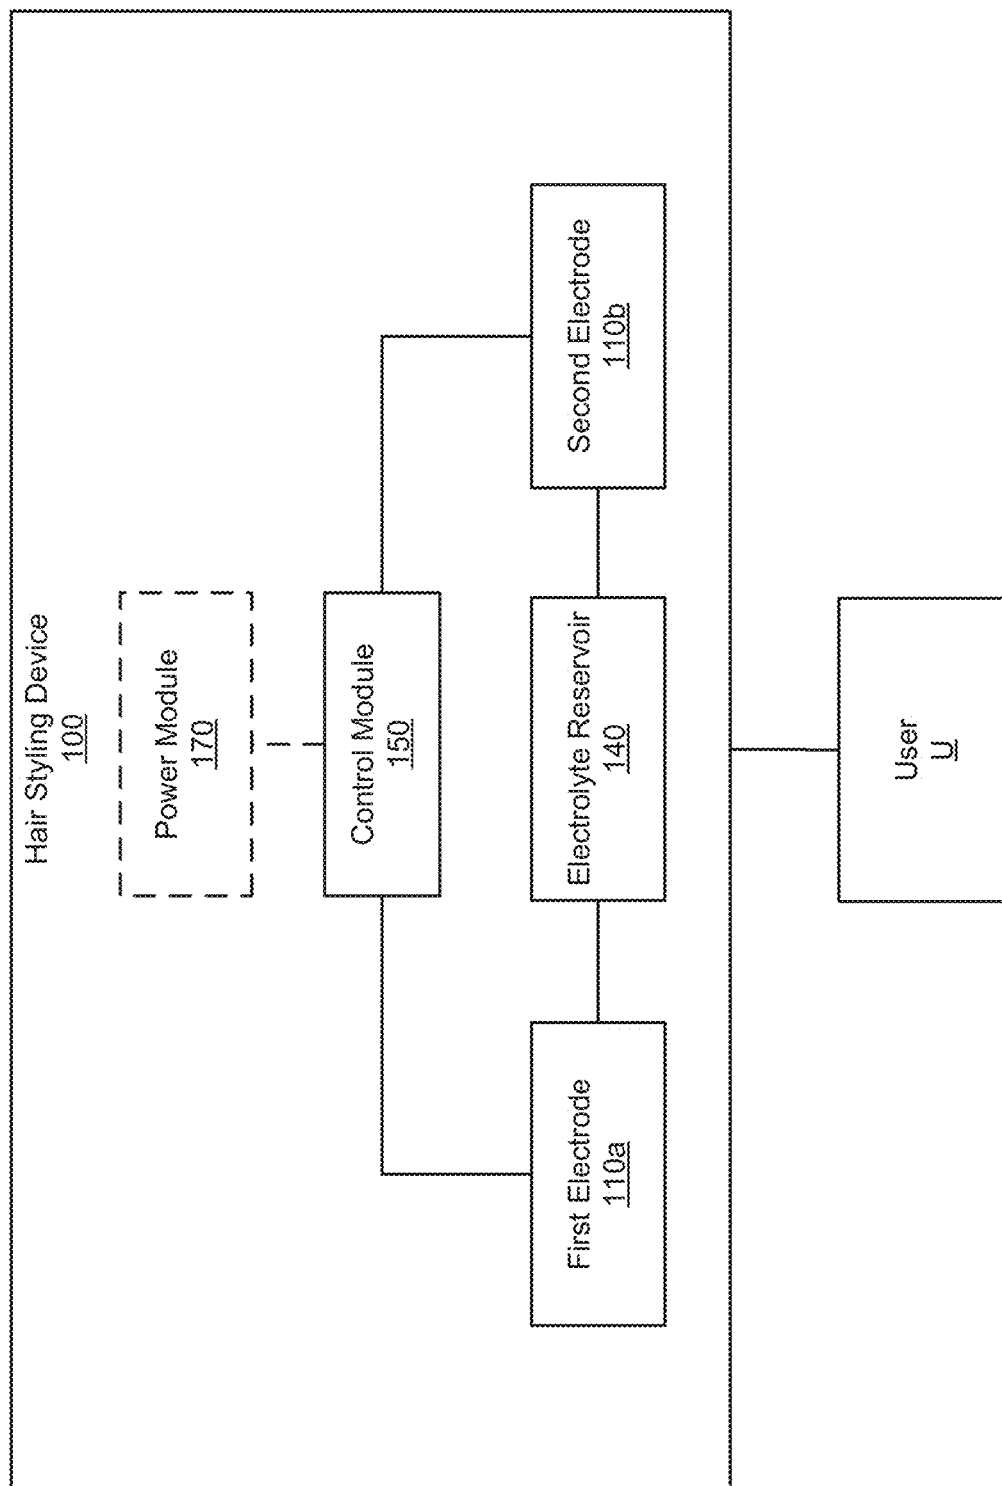 Hair Styling Device
100
Power Module
170
Control Module
150
First Electrode
110a
Electrolyte Reservoir
140
Second Electrode
110b
User
U